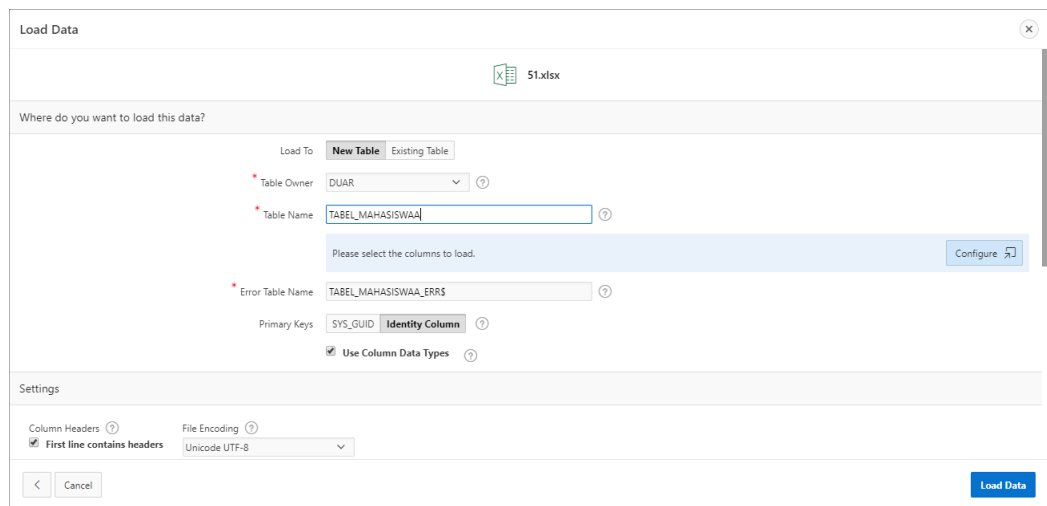 Load Data
51.xlsx
Where do you want to load this data?
Load To New Table Existing Table
* Table Owner DUAR ?
* Table Name TABEL_MAHASISWAA ?
Please select the columns to load. Configure
* Error Table Name TABEL_MAHASISWAA_ERR$ ?
Primary Keys SYS_GUID Identity Column ?
Use Column Data Types ?
Settings
Column Headers ? File Encoding ?
First line contains headers Unicode UTF-8
Cancel Load Data